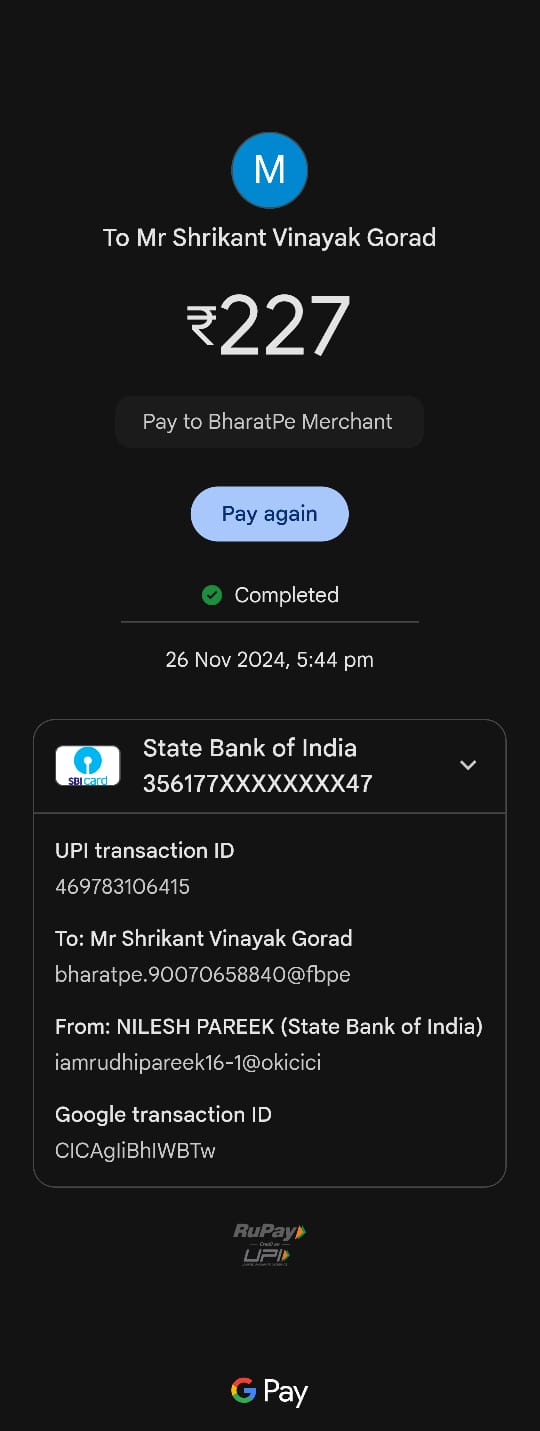 M
To Mr Shrikant Vinayak Gorad
₹227
Pay to BharatPe Merchant
Pay again
Completed
26 Nov 2024, 5:44 pm
SBI card
State Bank of India
356177XXXXXXXX47
UPI transaction ID
469783106415
To: Mr Shrikant Vinayak Gorad
bharatpe.90070658840@fbpe
From: NILESH PAREEK (State Bank of India)
iamrudhipareek16-1@okicici
Google transaction ID
CICAgIiBhIWBTw
RuPay
Credit on
UPI
G Pay